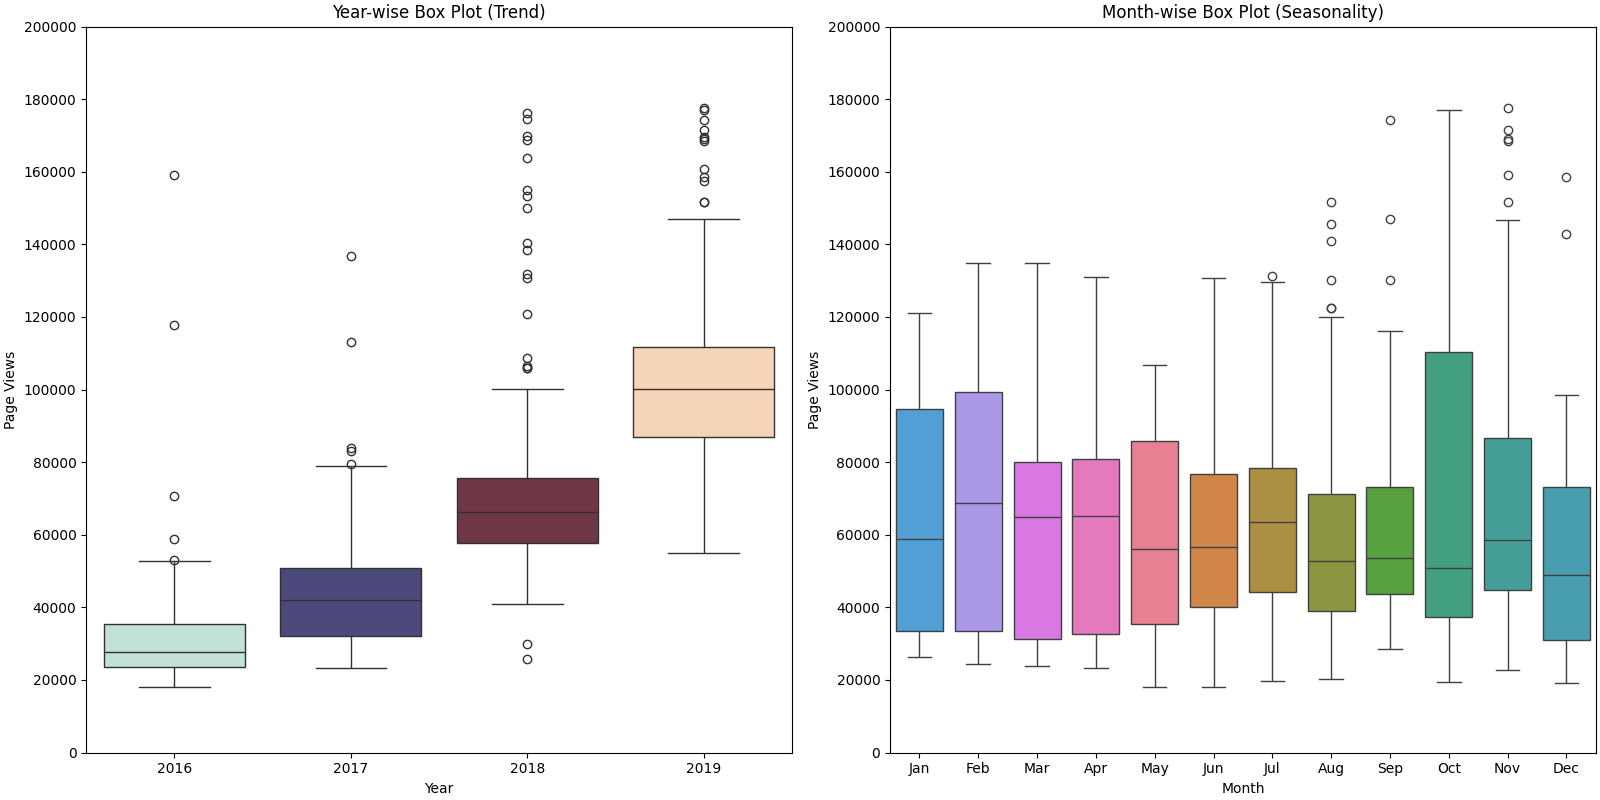 Year-wise Box Plot (Trend)
200000
180000
160000
140000
120000
100000
80000
60000
40000
20000
0
Page Views
2016 2017 2018 2019
Year
Month-wise Box Plot (Seasonality)
200000
180000
160000
140000
120000
100000
80000
60000
40000
20000
0
Page Views
Jan Feb Mar Apr May Jun Jul Aug Sep Oct Nov Dec
Month